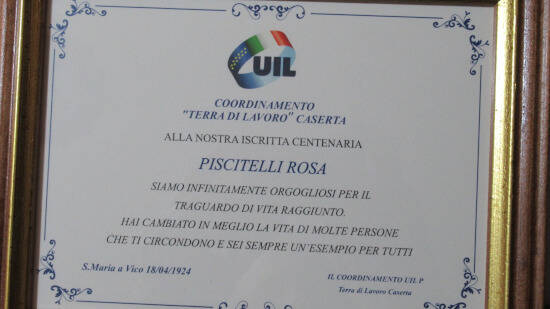 UIL
COORDINAMENTO
"TERRA DI LAVORO" CASERTA
ALLA NOSTRA ISCRITTA CENTENARIA
PISCITELLI ROSA
SIAMO INFINITAMENTE ORGOGLIOSI PER IL
TRAGUARDO DI VITA RAGGIUNTO.
HAI CAMBIATO IN MEGLIO LA VITA DI MOLTE PERSONE
CHE TI CIRCONDONO E SEI SEMPRE UN'ESEMPIO PER TUTTI
S.Maria a Vico 18/04/1924
IL COORDINAMENTO UIL P
Terra di Lavoro Caserta